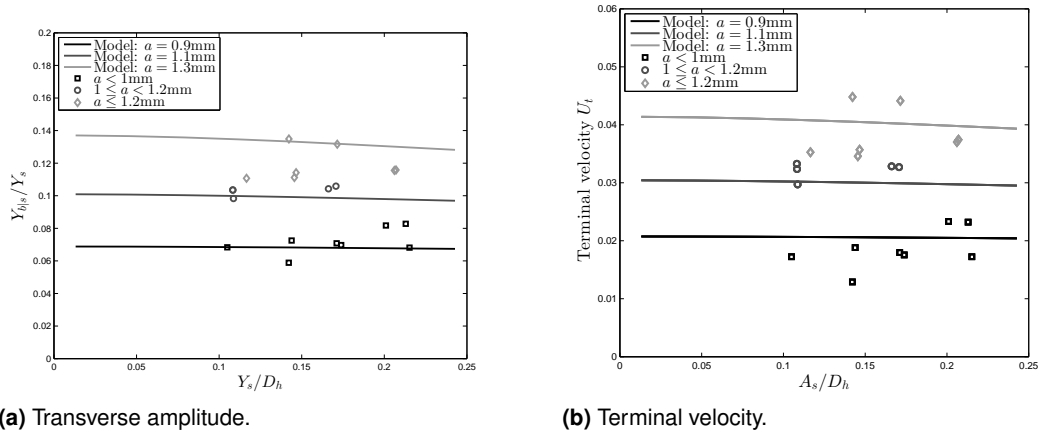 0.2
0.18
0.16
0.14
0.12
0.1
0.08
0.06
0.04
0.02
0
Y_{b|s}/Y_s
Model: a = 0.9mm
Model: a = 1.1mm
Model: a = 1.3mm
a < 1mm
1 ≤ a < 1.2mm
a ≤ 1.2mm
0 0.05 0.1 0.15 0.2 0.25
Y_s/D_h
(a) Transverse amplitude.
0.06
0.05
0.04
0.03
0.02
0.01
0
Terminal velocity U_t
Model: a = 0.9mm
Model: a = 1.1mm
Model: a = 1.3mm
a < 1mm
1 ≤ a < 1.2mm
a ≤ 1.2mm
0 0.05 0.1 0.15 0.2 0.25
A_s/D_h
(b) Terminal velocity.